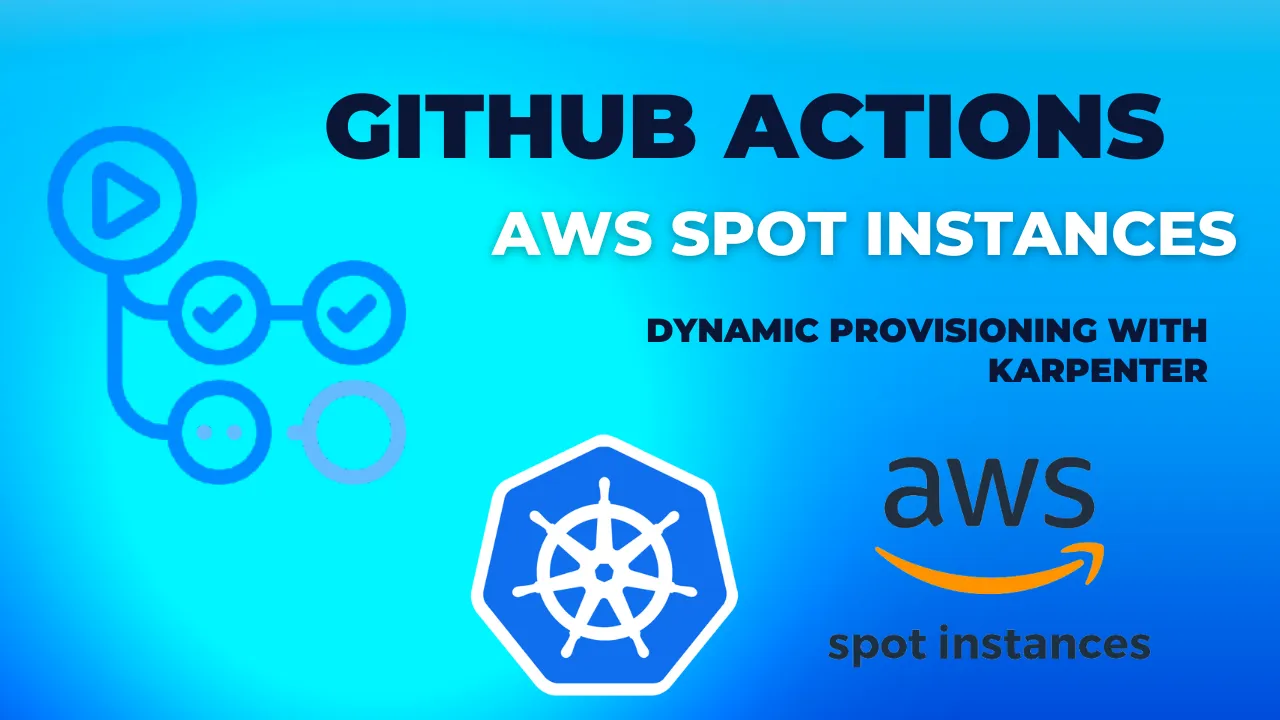 GITHUB ACTIONS
AWS SPOT INSTANCES
DYNAMIC PROVISIONING WITH
KARPENTER
aws
spot instances